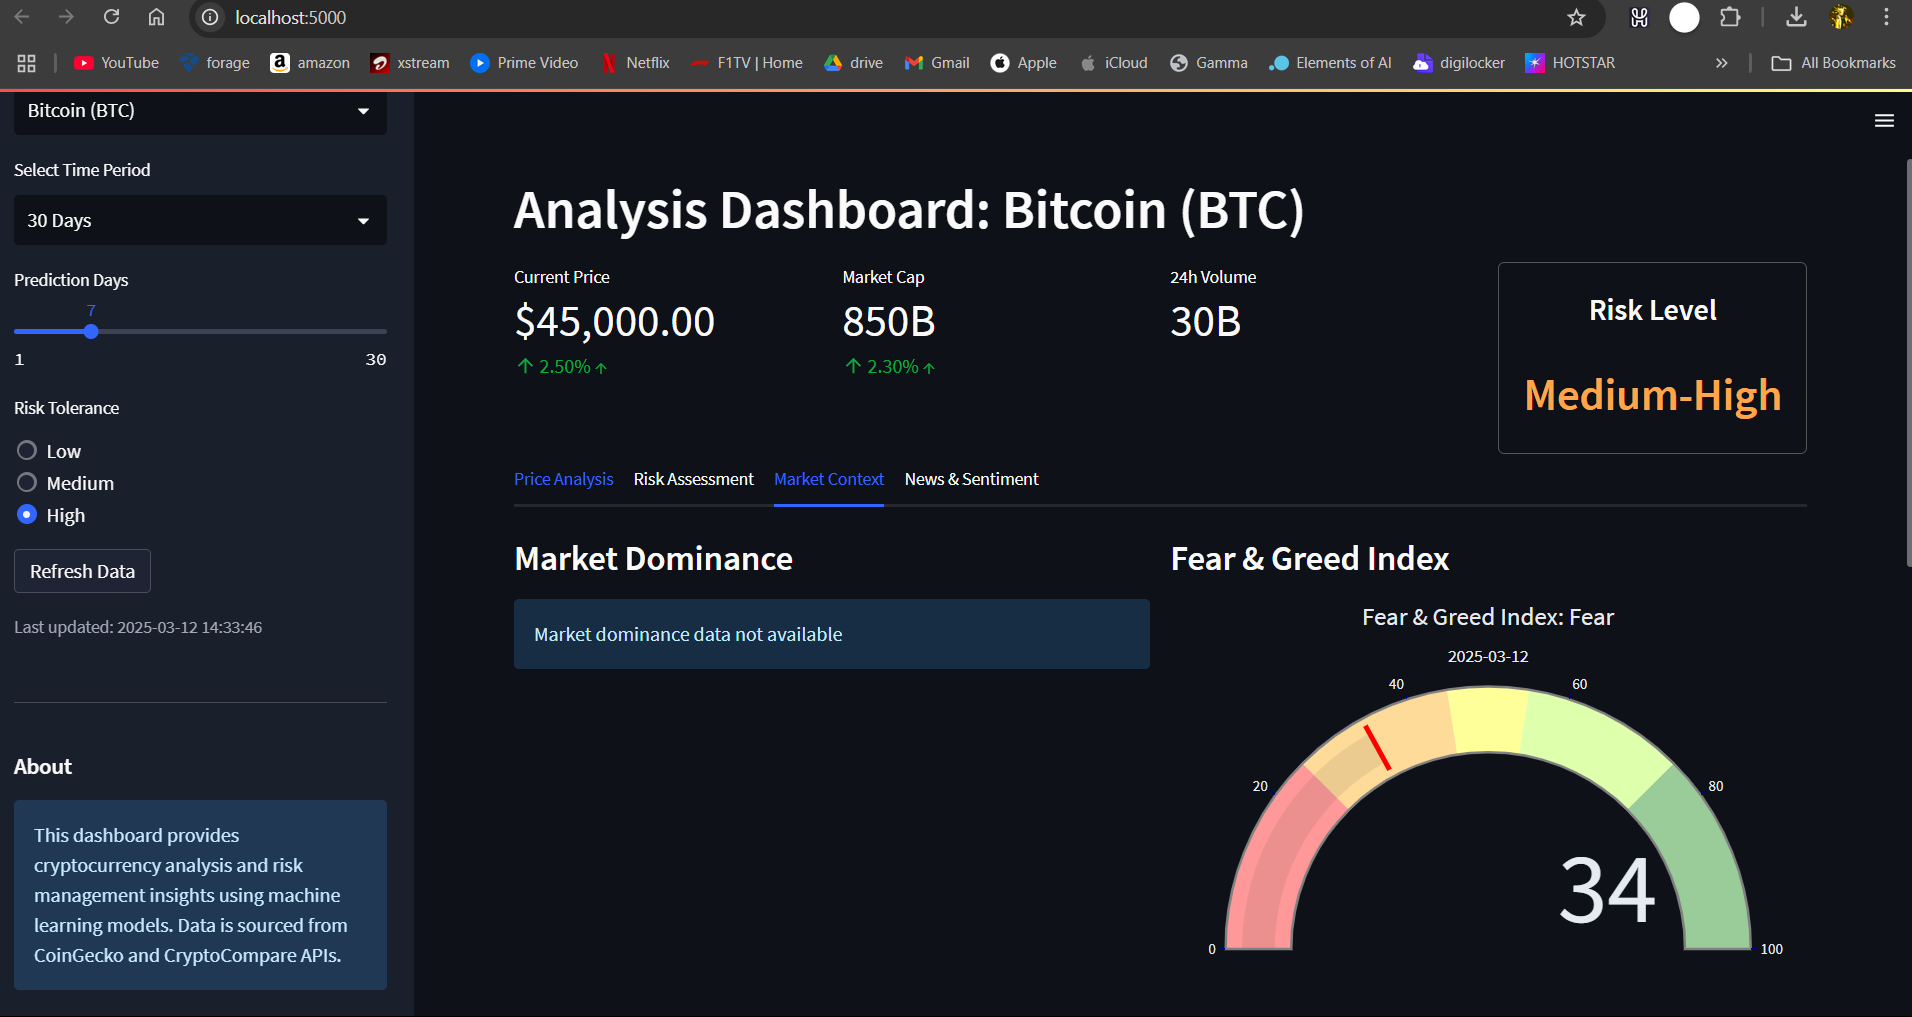 localhost:5000
YouTube forage amazon xstream Prime Video Netflix F1TV | Home drive Gmail Apple iCloud Gamma Elements of AI digilocker HOTSTAR » All Bookmarks
Bitcoin (BTC)
Select Time Period
30 Days
Prediction Days
7
1 30
Risk Tolerance
Low
Medium
High
Refresh Data
Last updated: 2025-03-12 14:33:46
About
This dashboard provides
cryptocurrency analysis and risk
management insights using machine
learning models. Data is sourced from
CoinGecko and CryptoCompare APIs.
Analysis Dashboard: Bitcoin (BTC)
Current Price
$45,000.00
↑ 2.50% ↑
Market Cap
850B
↑ 2.30% ↑
24h Volume
30B
Risk Level
Medium-High
Price Analysis Risk Assessment Market Context News & Sentiment
Market Dominance
Market dominance data not available
Fear & Greed Index
Fear & Greed Index: Fear
2025-03-12
40 60
20 80
34
0 100